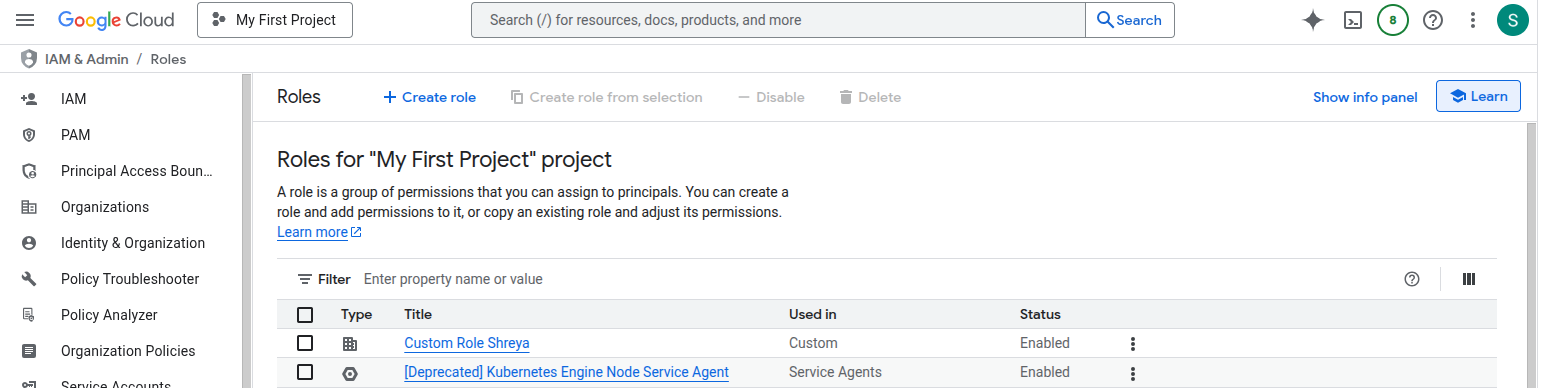 Google Cloud My First Project Search (/) for resources, docs, products, and more Search 8 S
IAM & Admin / Roles
IAM
PAM
Principal Access Boun...
Organizations
Identity & Organization
Policy Troubleshooter
Policy Analyzer
Organization Policies
Service Accounts
Roles Create role Create role from selection Disable Delete Show info panel Learn
Roles for "My First Project" project
A role is a group of permissions that you can assign to principals. You can create a
role and add permissions to it, or copy an existing role and adjust its permissions.
Learn more
Filter Enter property name or value
Type Title Used in Status
Custom Role Shreya Custom Enabled
[Deprecated] Kubernetes Engine Node Service Agent Service Agents Enabled